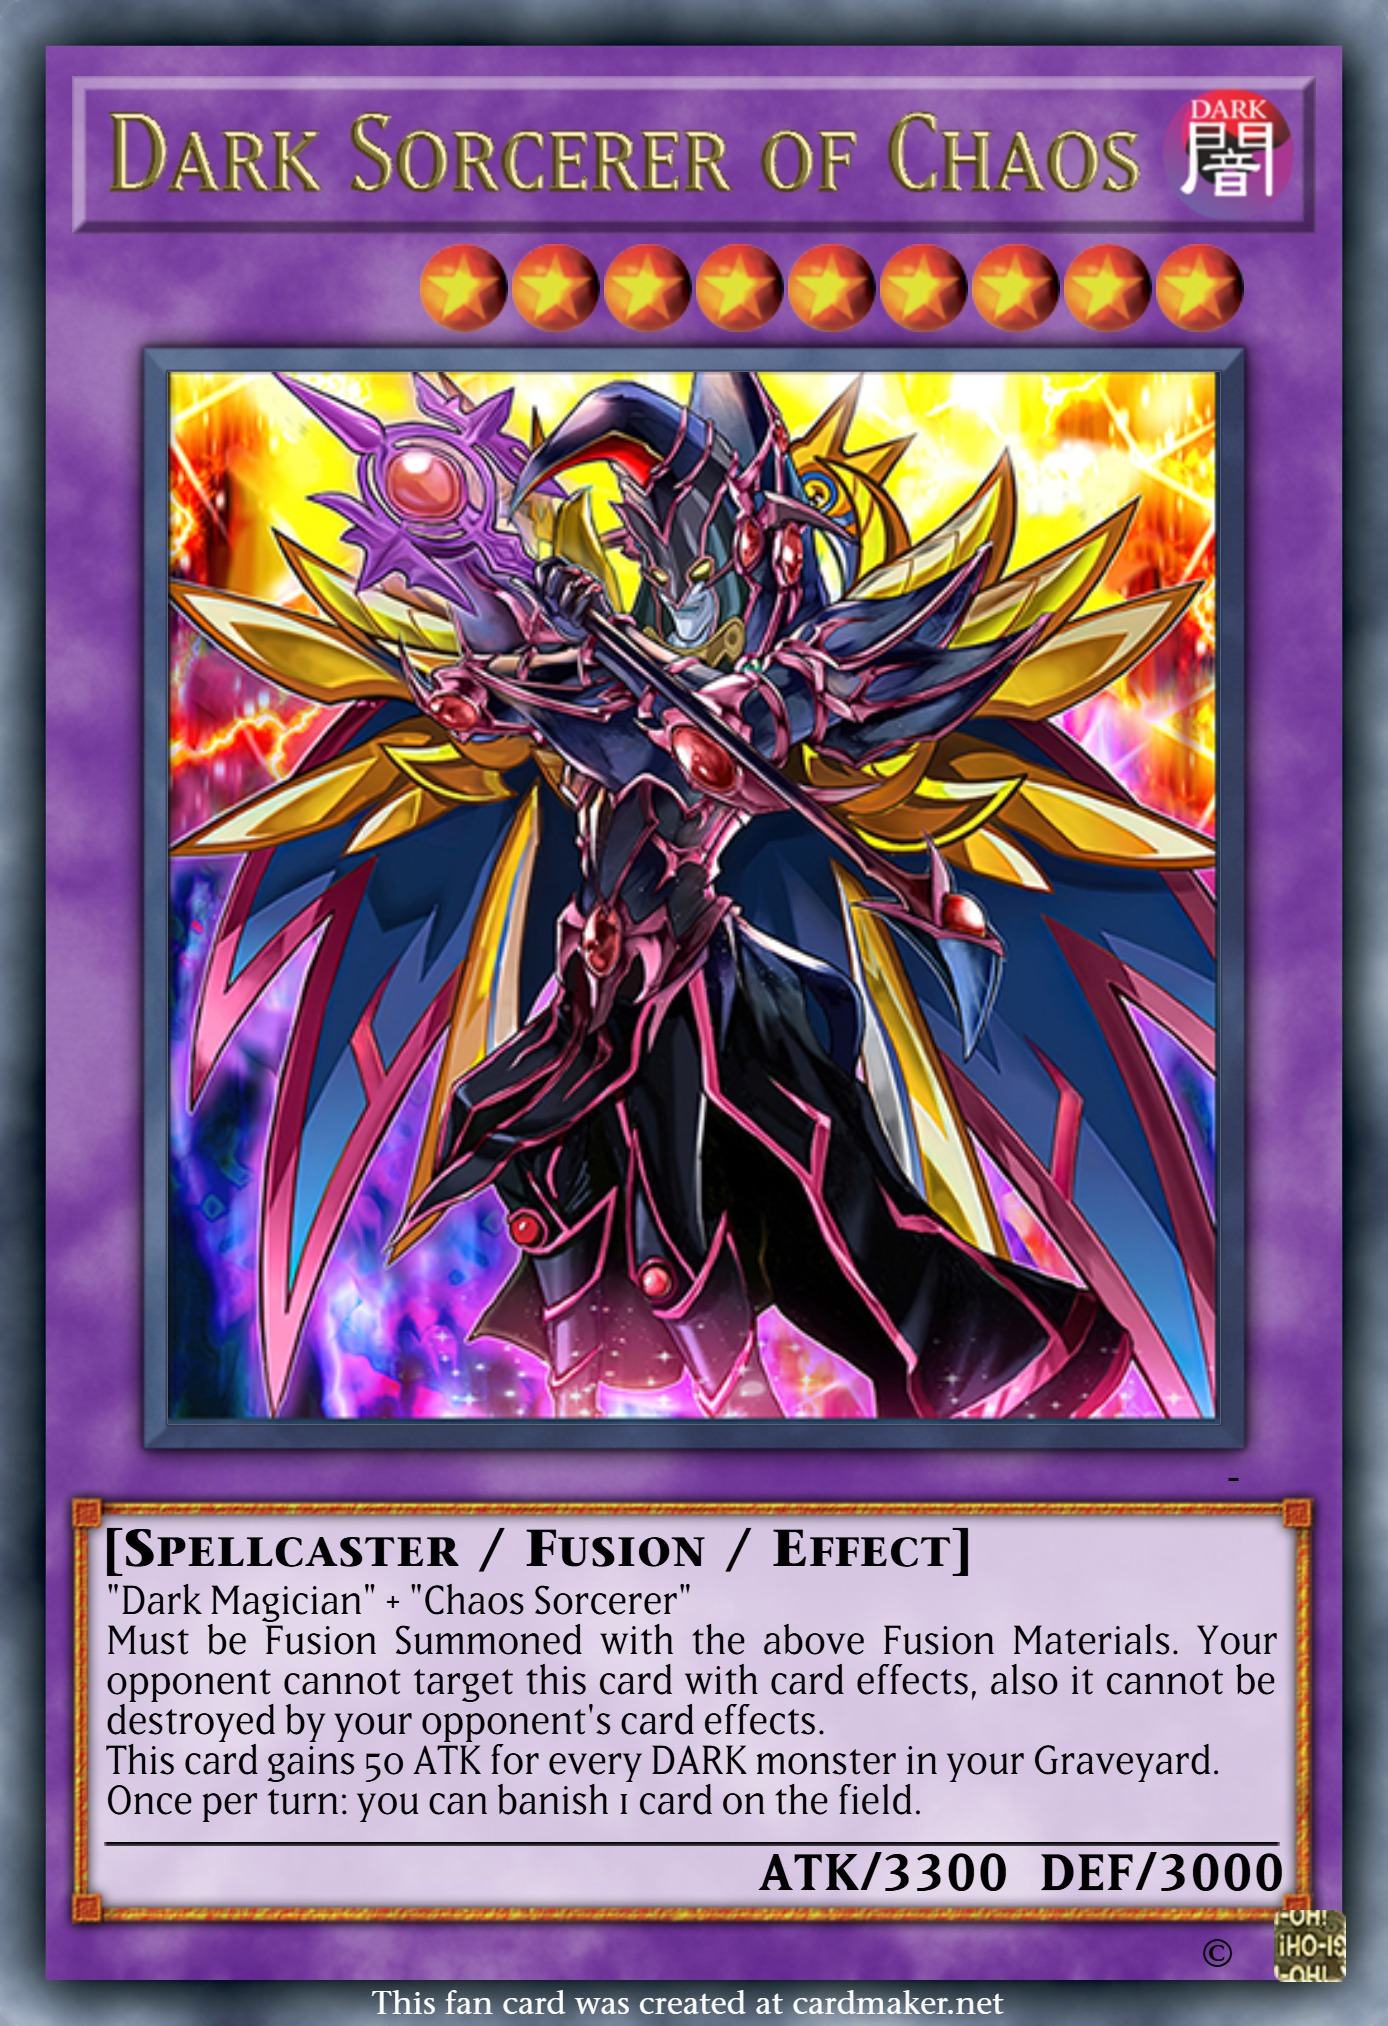 Dark Sorcerer of Chaos
DARK
闇
-
[Spellcaster / Fusion / Effect]
"Dark Magician" + "Chaos Sorcerer"
Must be Fusion Summoned with the above Fusion Materials. Your
opponent cannot target this card with card effects, also it cannot be
destroyed by your opponent's card effects.
This card gains 50 ATK for every DARK monster in your Graveyard.
Once per turn: you can banish 1 card on the field.
ATK/3300 DEF/3000
©
This fan card was created at cardmaker.net